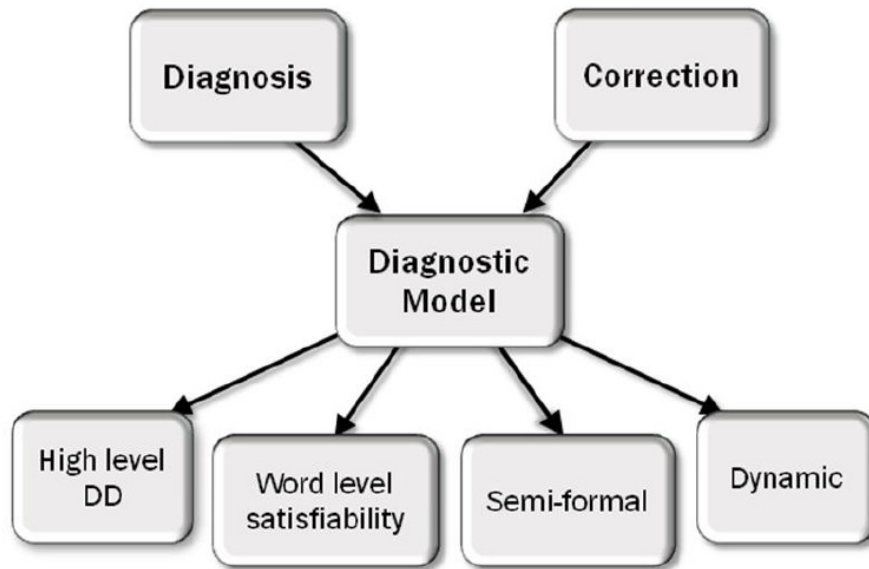 Diagnosis
Correction
Diagnostic
Model
High level
DD
Word level
satisfiability
Semi-formal
Dynamic